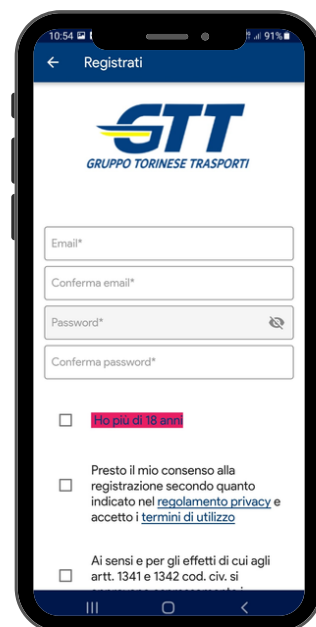 10:54
91%
Registrati
GTT
GRUPPO TORINESE TRASPORTI
Email*
Conferma email*
Password*
Conferma password*
Ho più di 18 anni
Presto il mio consenso alla
registrazione secondo quanto
indicato nel regolamento privacy e
accetto i termini di utilizzo
Ai sensi e per gli effetti di cui agli
artt. 1341 e 1342 cod. civ. si